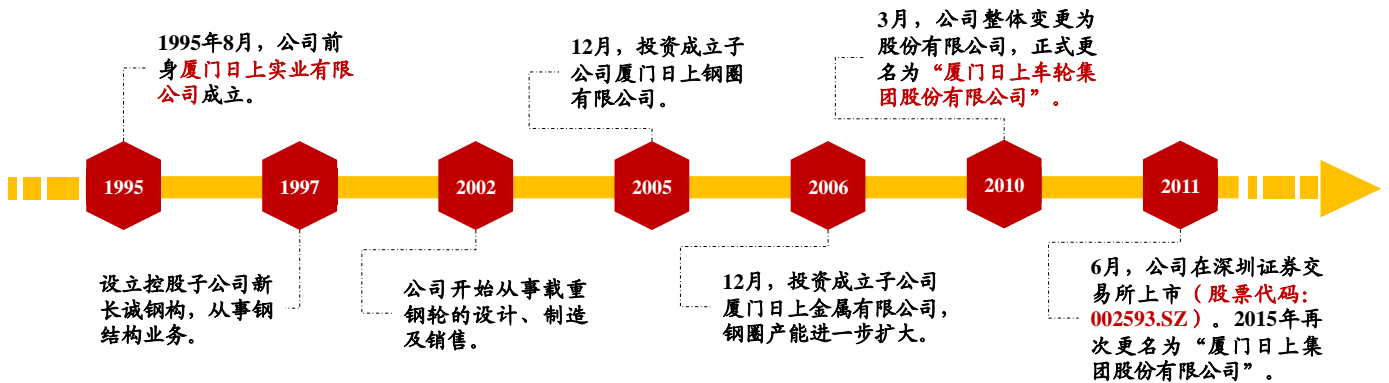 1995年8月，公司前
身厦门日上实业有限
公司成立。
12月，投资成立子
公司厦门日上钢圈
有限公司。
3月，公司整体变更为
股份有限公司，正式更
名为“厦门日上车轮集
团股份有限公司”。
1995
1997
2002
2005
2006
2010
2011
设立控股子公司新
长诚钢构，从事钢
结构业务。
公司开始从事载重
钢轮的设计、制造
及销售。
12月，投资成立子公司
厦门日上金属有限公司，
钢圈产能进一步扩大。
6月，公司在深圳证券交
易所上市（股票代码：
002593.SZ）。2015年再
次更名为“厦门日上集
团股份有限公司”。